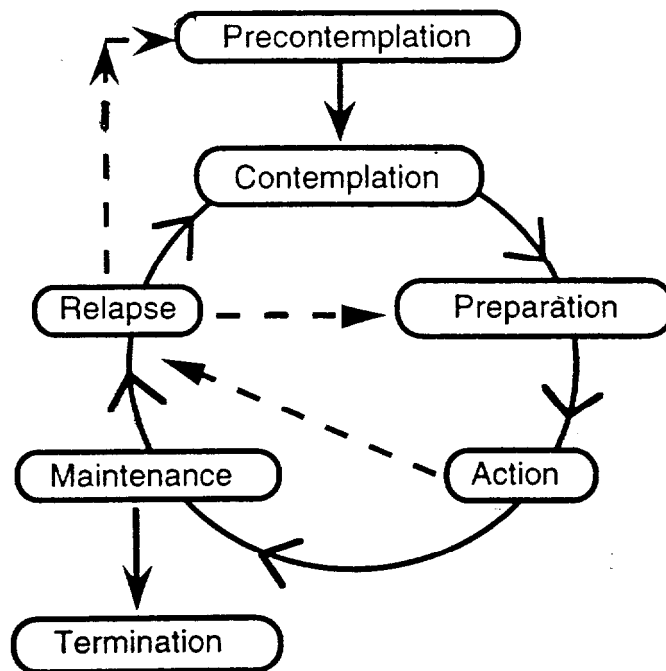 Precontemplation
Contemplation
Relapse
Preparation
Maintenance
Action
Termination